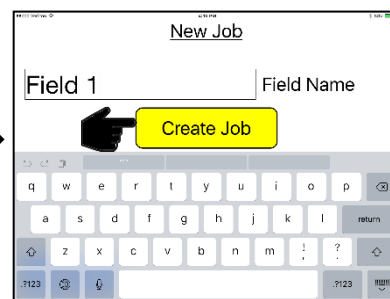 New Job
Field 1 Field Name
Create Job
q w e r t y u i o p
a s d f g h j k l return
z x c v b n m ! , ? .
.?123 .?123